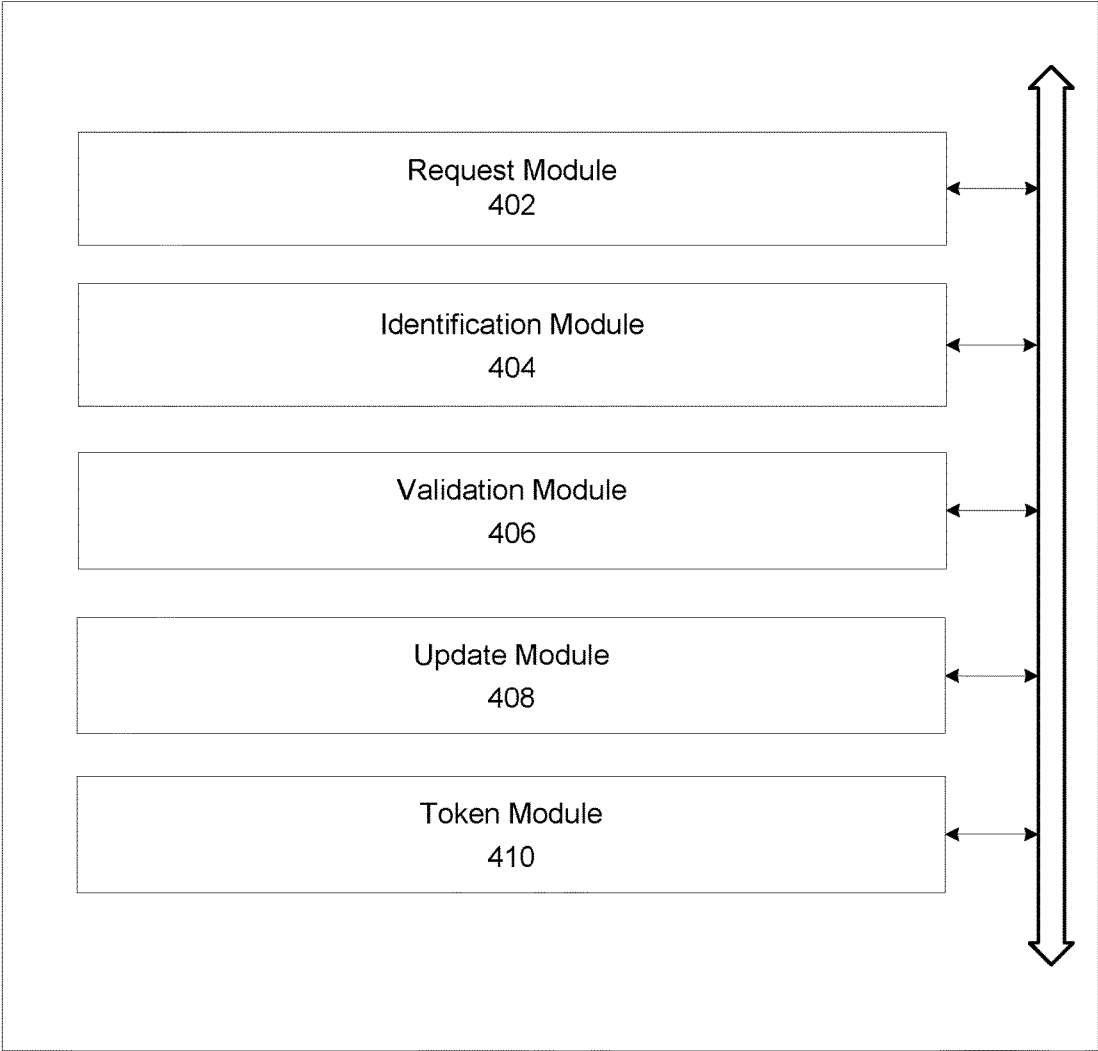 Request Module
402
Identification Module
404
Validation Module
406
Update Module
408
Token Module
410